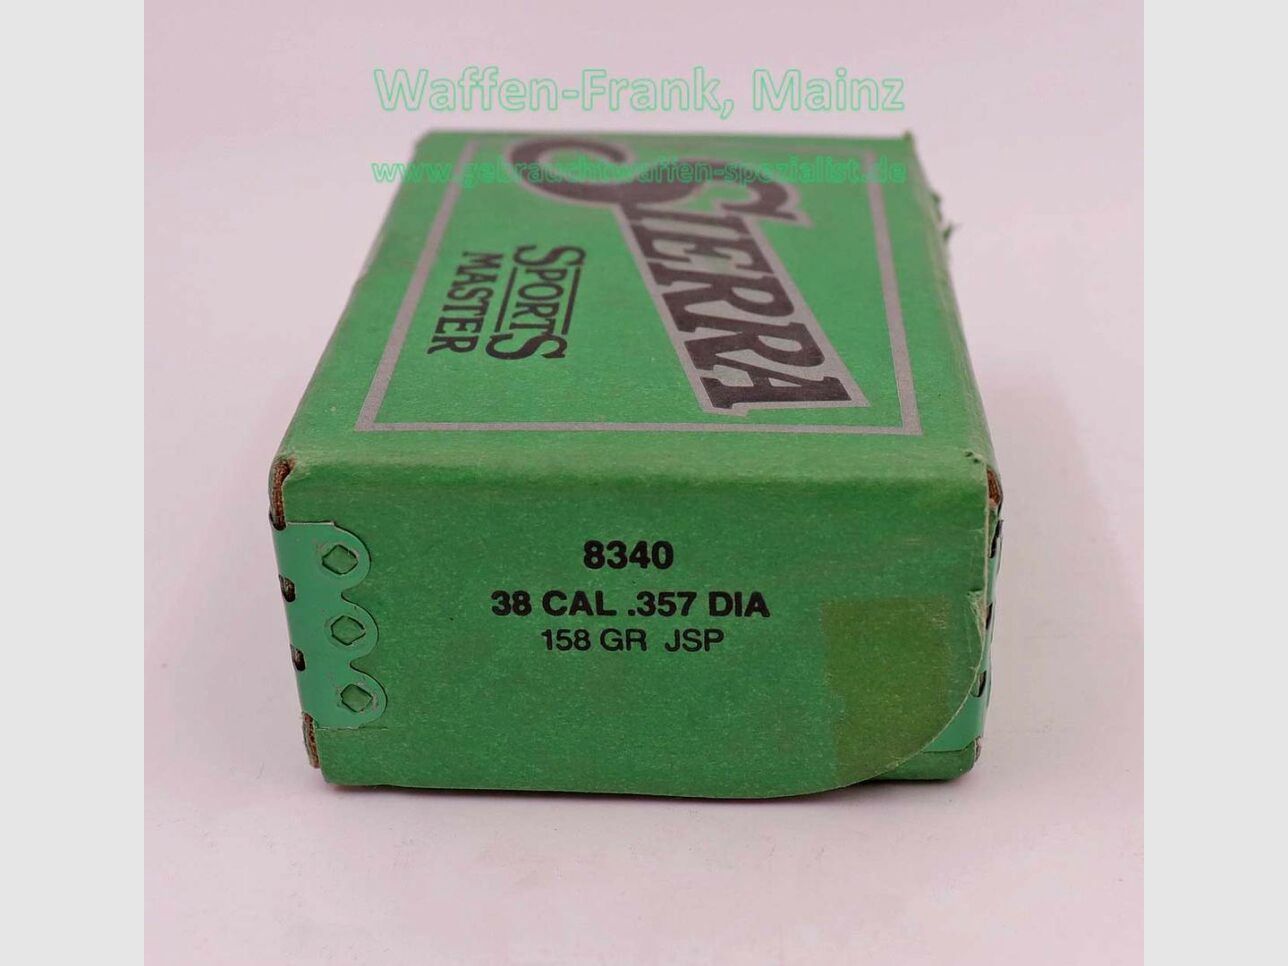 Waffen-Frank, Mainz
www.gebrauchtwaffen-spezialist.de
SIERRA
SPORTS
MASTER
8340
38 CAL .357 DIA
158 GR JSP